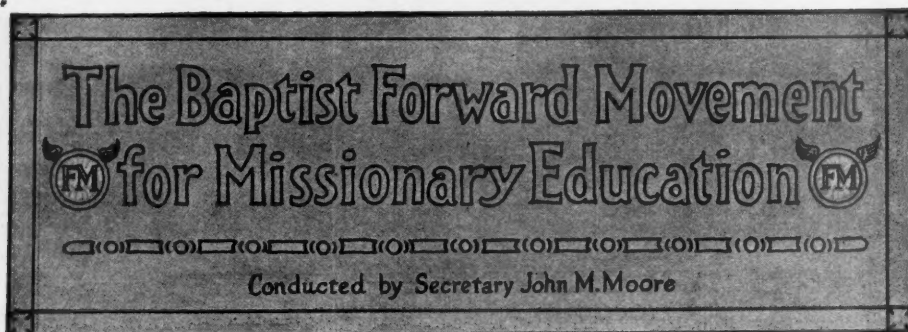 The Baptist Forward Movement
FM for Missionary Education FM
Conducted by Secretary John M. Moore